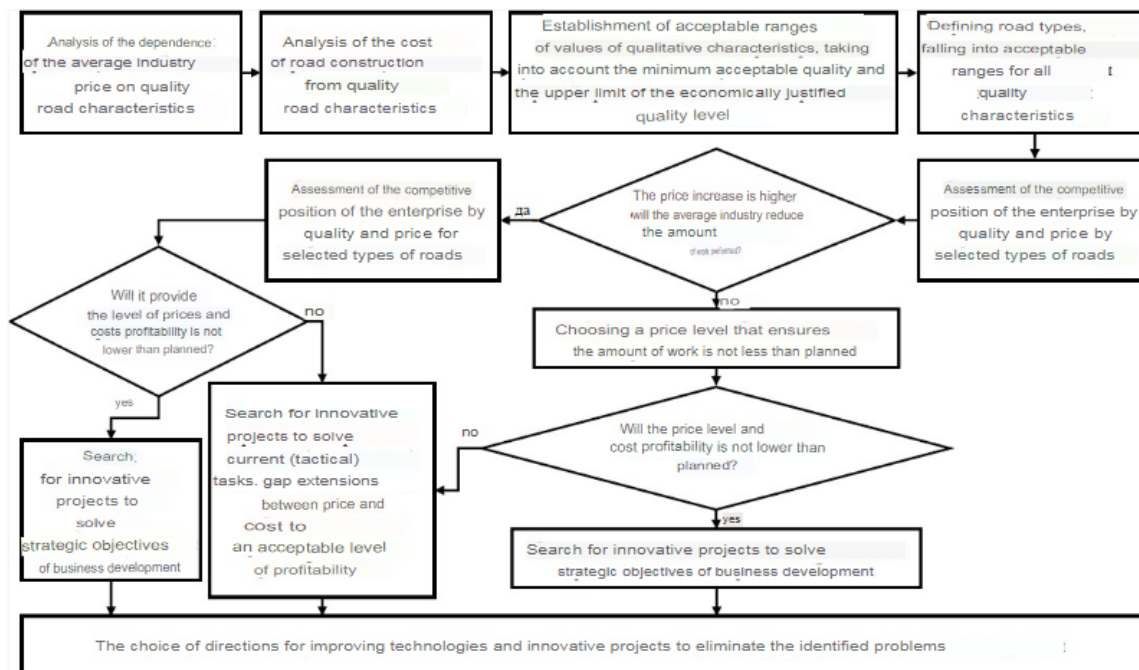 Analysis of the dependence:
of the average industry
price on quality
road characteristics
Analysis of the cost
of road construction
from quality
road characteristics
Establishment of acceptable ranges
of values of qualitative characteristics, taking
into account the minimum acceptable quality and
the upper limit of the economically justified
quality level
Defining road types,
falling into acceptable
ranges for all
quality
characteristics
Assessment of the competitive
position of the enterprise by
quality and price for
selected types of roads
да
The price increase is higher
will the average industry reduce
the amount
of work performed?
Assessment of the competitive
position of the enterprise by
quality and price by
selected types of roads
Will it provide
the level of prices and
costs profitability is not
lower than planned?
no
no
Choosing a price level that ensures
the amount of work is not less than planned
yes
Search;
for innovative
projects to
solve
strategic objectives
of business development
Search for innovative
projects to solve
current (tactical)
tasks. gap extensions
between price and
cost to
an acceptable level
of profitability
no
Will the price level and
cost profitability is not lower than
planned?
yes
Search for innovative projects to solve
strategic objectives of business development
The choice of directions for improving technologies and innovative projects to eliminate the identified problems